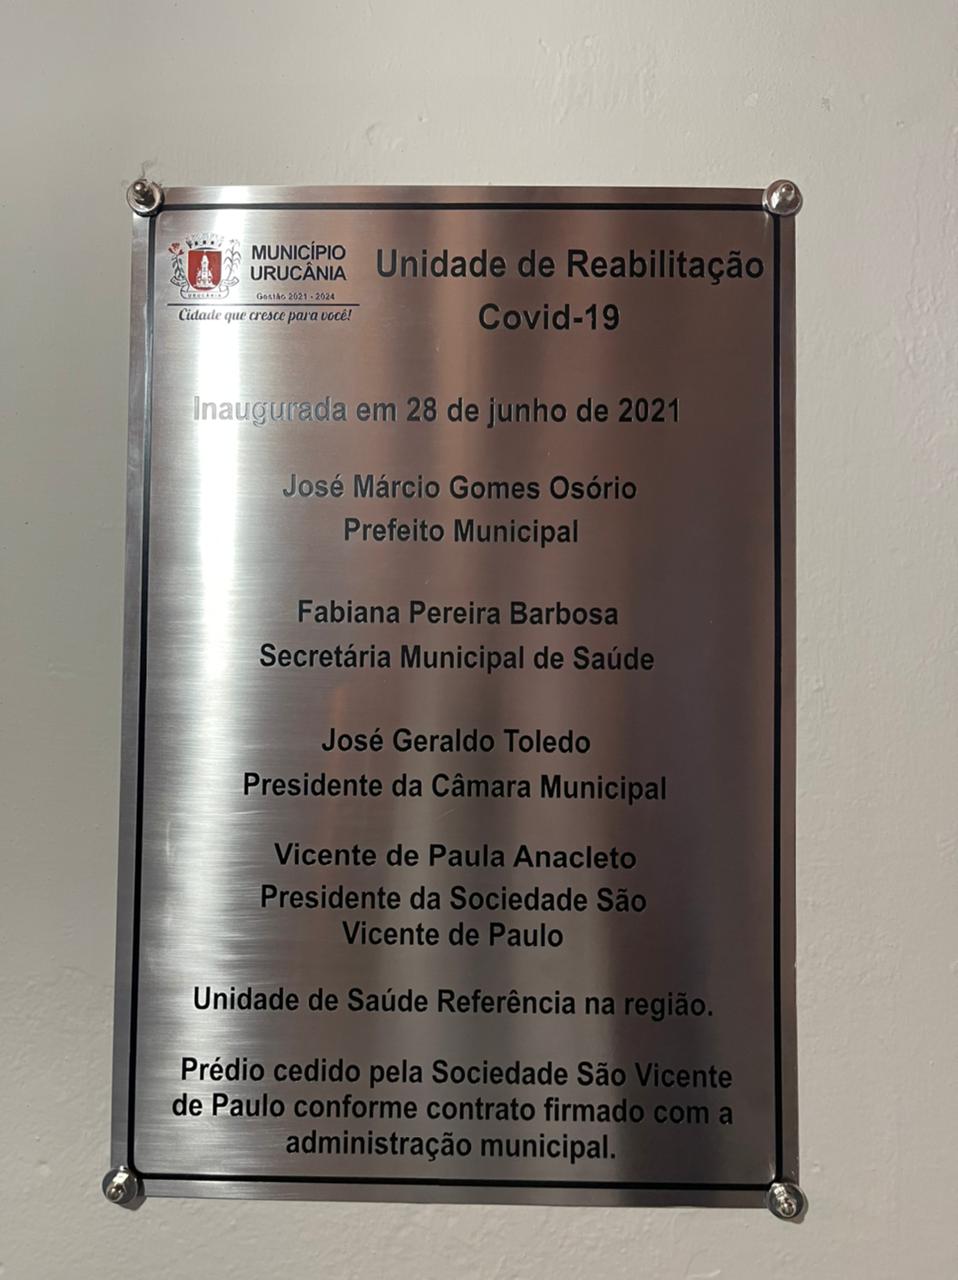 MUNICÍPIO
URUCÂNIA
Gestão 2021 - 2024
Cidade que cresce para você!
URUCÂNIA
Unidade de Reabilitação
Covid-19
Inaugurada em 28 de junho de 2021
José Márcio Gomes Osório
Prefeito Municipal
Fabiana Pereira Barbosa
Secretária Municipal de Saúde
José Geraldo Toledo
Presidente da Câmara Municipal
Vicente de Paula Anacleto
Presidente da Sociedade São
Vicente de Paulo
Unidade de Saúde Referência na região.
Prédio cedido pela Sociedade São Vicente
de Paulo conforme contrato firmado com a
administração municipal.